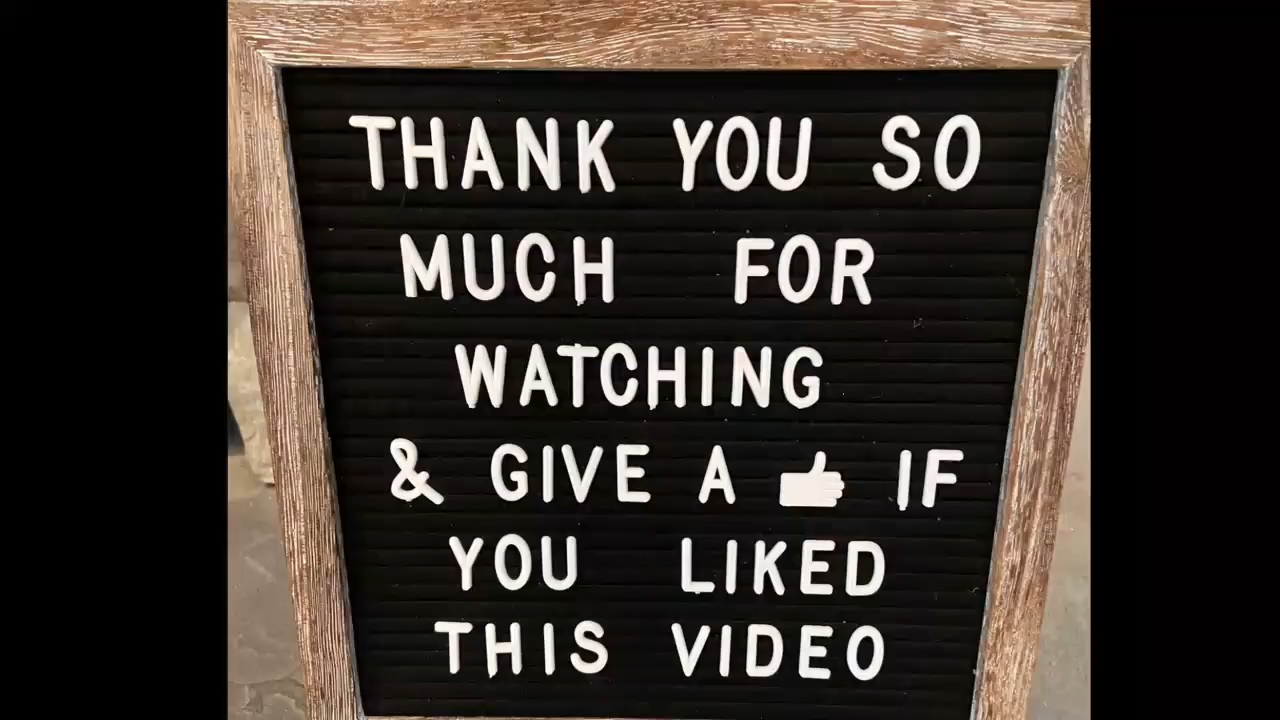 THANK YOU SO
MUCH FOR
WATCHING
& GIVE A 👍 IF
YOU LIKED
THIS VIDEO